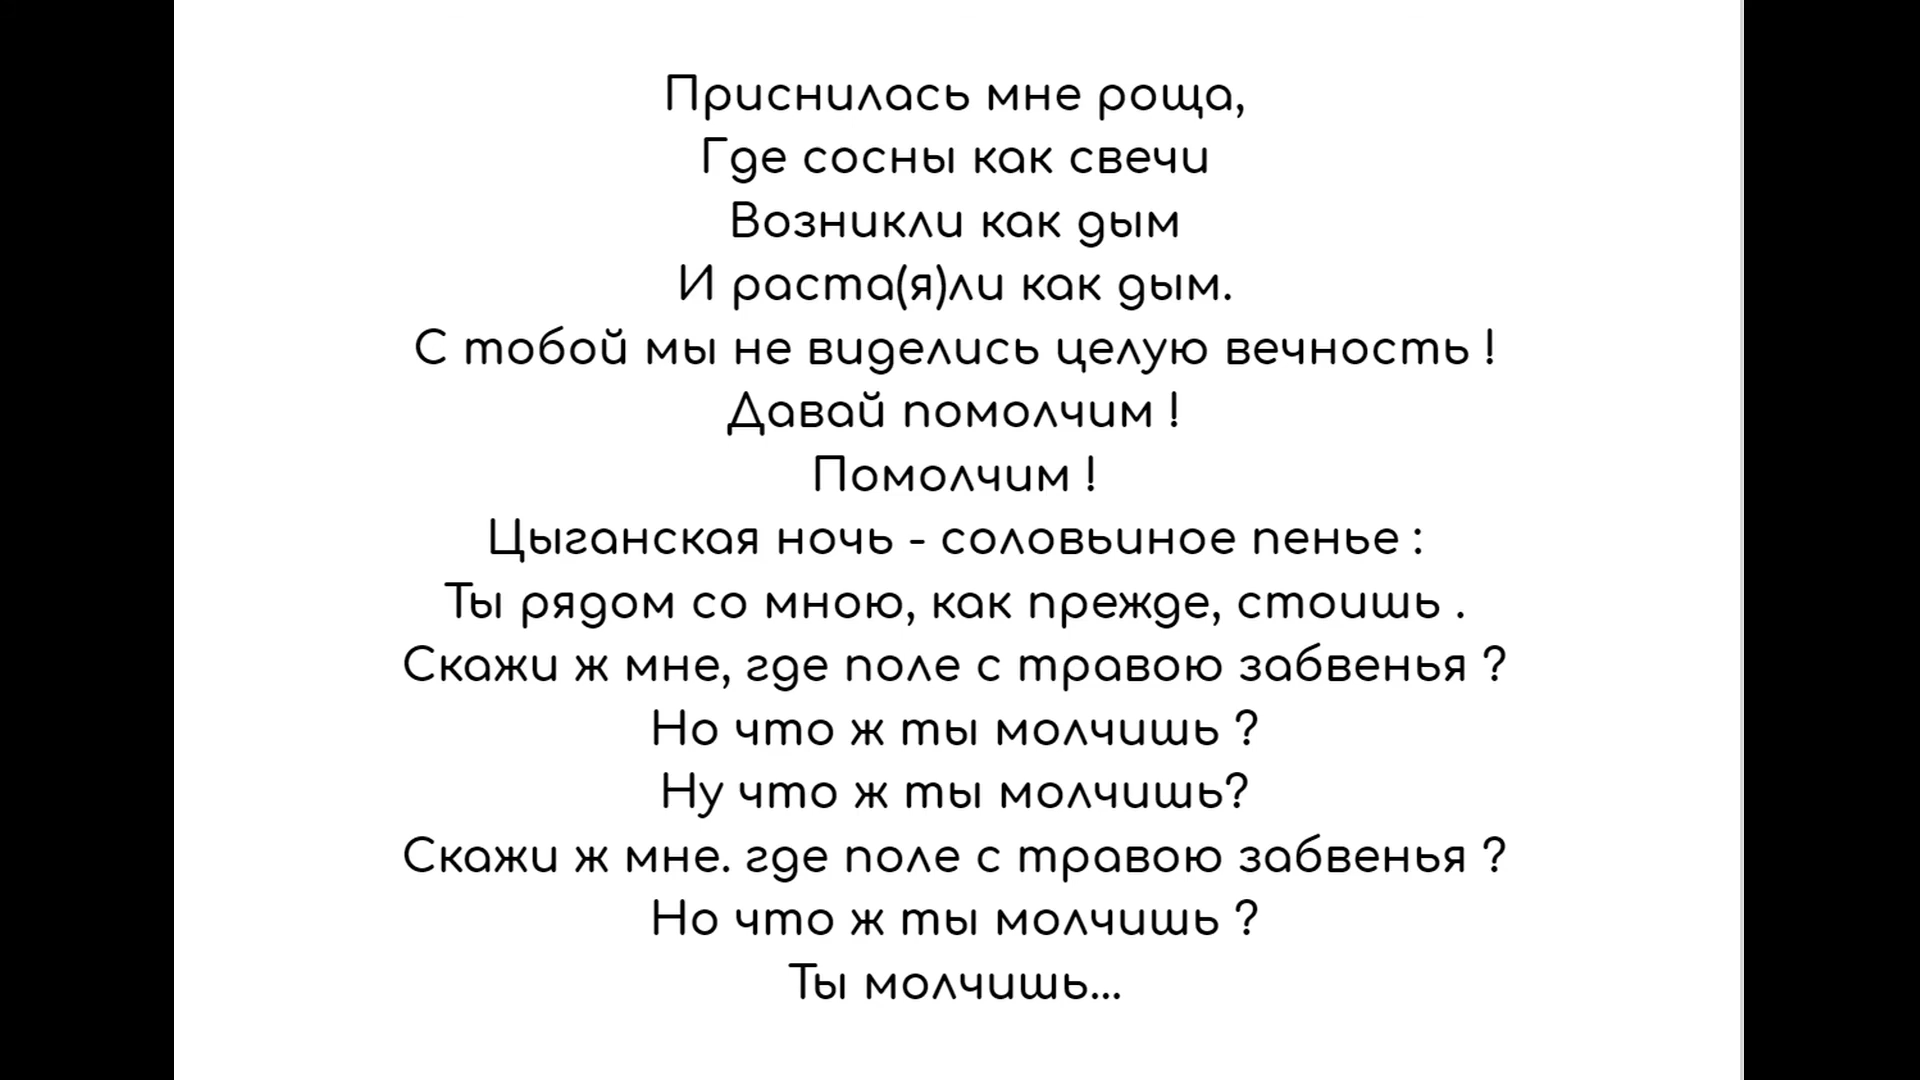 Приснилась мне роща,
Где сосны как свечи
Возникли как дым
И раста(я)ли как дым.
С тобой мы не виделись целую вечность !
Давай помолчим !
Помолчим !
Цыганская ночь - соловьиное пенье :
Ты рядом со мною, как прежде, стоишь .
Скажи ж мне, где поле с травою забвенья ?
Но что ж ты молчишь ?
Ну что ж ты молчишь?
Скажи ж мне. где поле с травою забвенья ?
Но что ж ты молчишь ?
Ты молчишь...